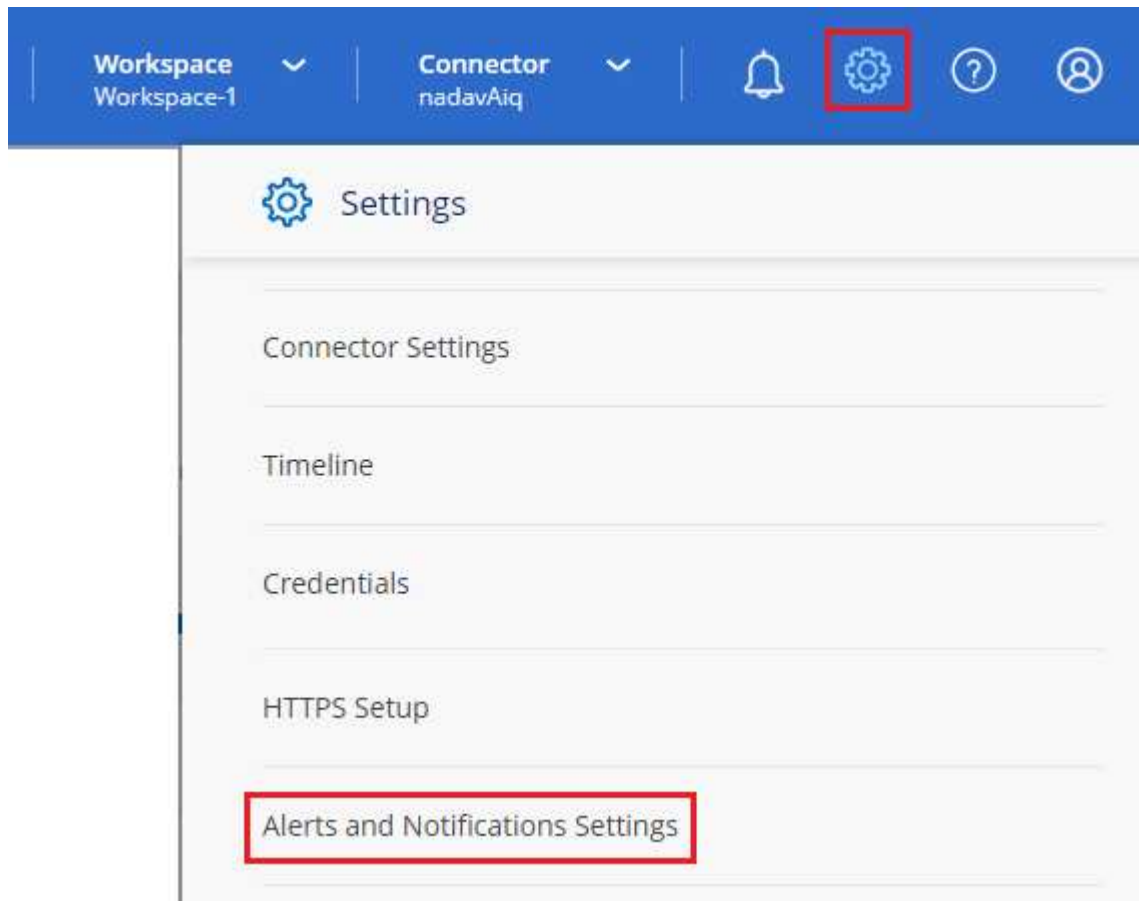 Workspace
Workspace-1
Connector
nadavAiq
Settings
Connector Settings
Timeline
Credentials
HTTPS Setup
Alerts and Notifications Settings